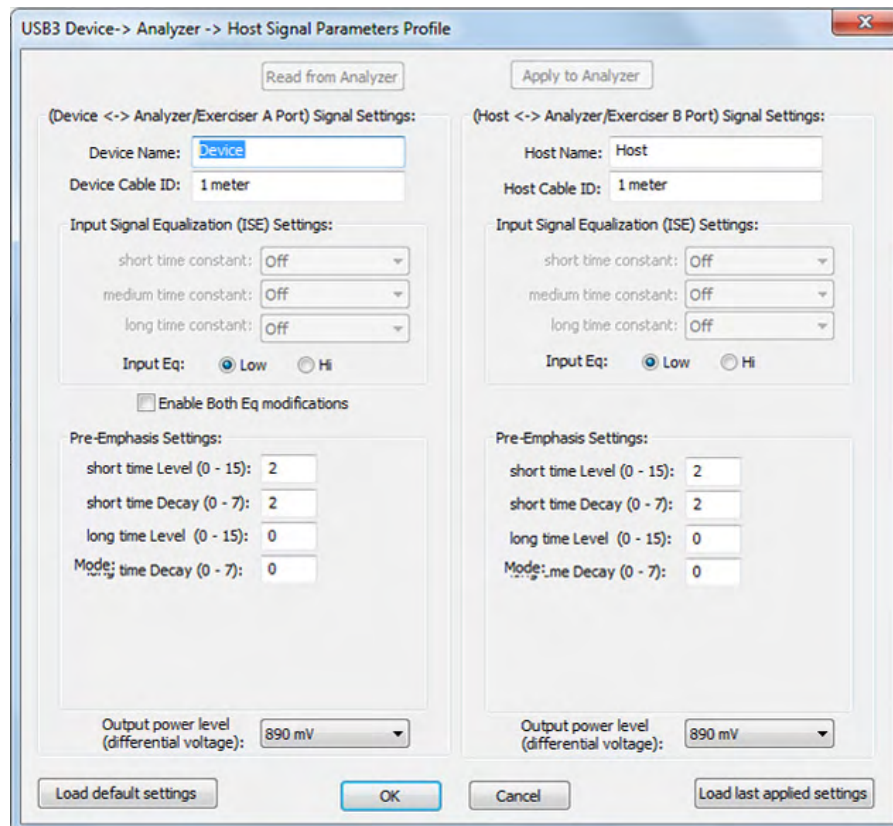 USB3 Device-> Analyzer -> Host Signal Parameters Profile
Read from Analyzer
Apply to Analyzer
(Device <-> Analyzer/Exerciser A Port) Signal Settings:
Device Name: Device
Device Cable ID: 1 meter
Input Signal Equalization (ISE) Settings:
short time constant: Off
medium time constant: Off
long time constant: Off
Input Eq: Low Hi
Enable Both Eq modifications
Pre-Emphasis Settings:
short time Level (0 - 15): 2
short time Decay (0 - 7): 2
long time Level (0 - 15): 0
Mode: time Decay (0 - 7): 0
Output power level
(differential voltage): 890 mV
(Host <-> Analyzer/Exerciser B Port) Signal Settings:
Host Name: Host
Host Cable ID: 1 meter
Input Signal Equalization (ISE) Settings:
short time constant: Off
medium time constant: Off
long time constant: Off
Input Eq: Low Hi
Pre-Emphasis Settings:
short time Level (0 - 15): 2
short time Decay (0 - 7): 2
long time Level (0 - 15): 0
Mode: Decay (0 - 7): 0
Output power level
(differential voltage): 890 mV
Load default settings
OK
Cancel
Load last applied settings